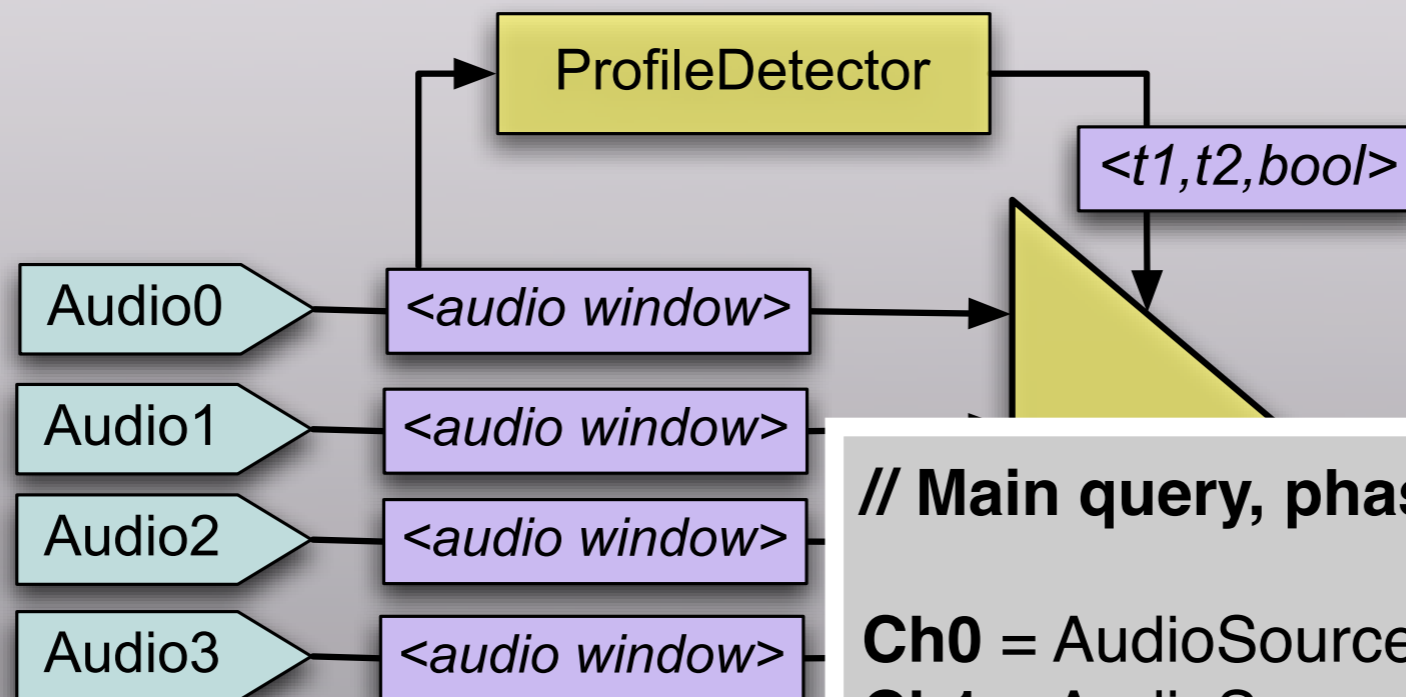 ProfileDetector
<t1,t2,bool>
Audio0
<audio window>
Audio1
<audio window>
Audio2
<audio window>
Audio3
<audio window>
// Main query,
Ch0 = AudioSource